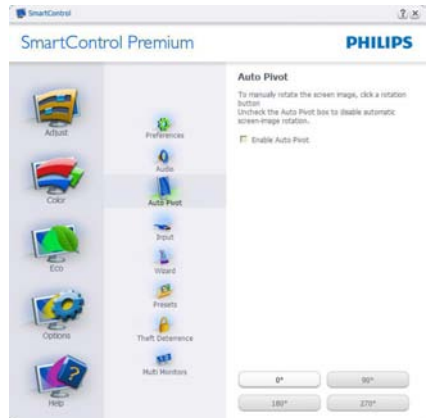 SmartControl
SmartControl Premium
PHILIPS
Adjust
Color
Eco
Options
Help
Preferences
Audio
Auto Pivot
Input
Wizard
Presets
Theft Deterrence
Multi Monitors
Auto Pivot
To manually rotate the screen image, click a rotation
button
Uncheck the Auto Pivot box to disable automatic
screen-image rotation.
Enable Auto Pivot
0°
90°
180°
270°